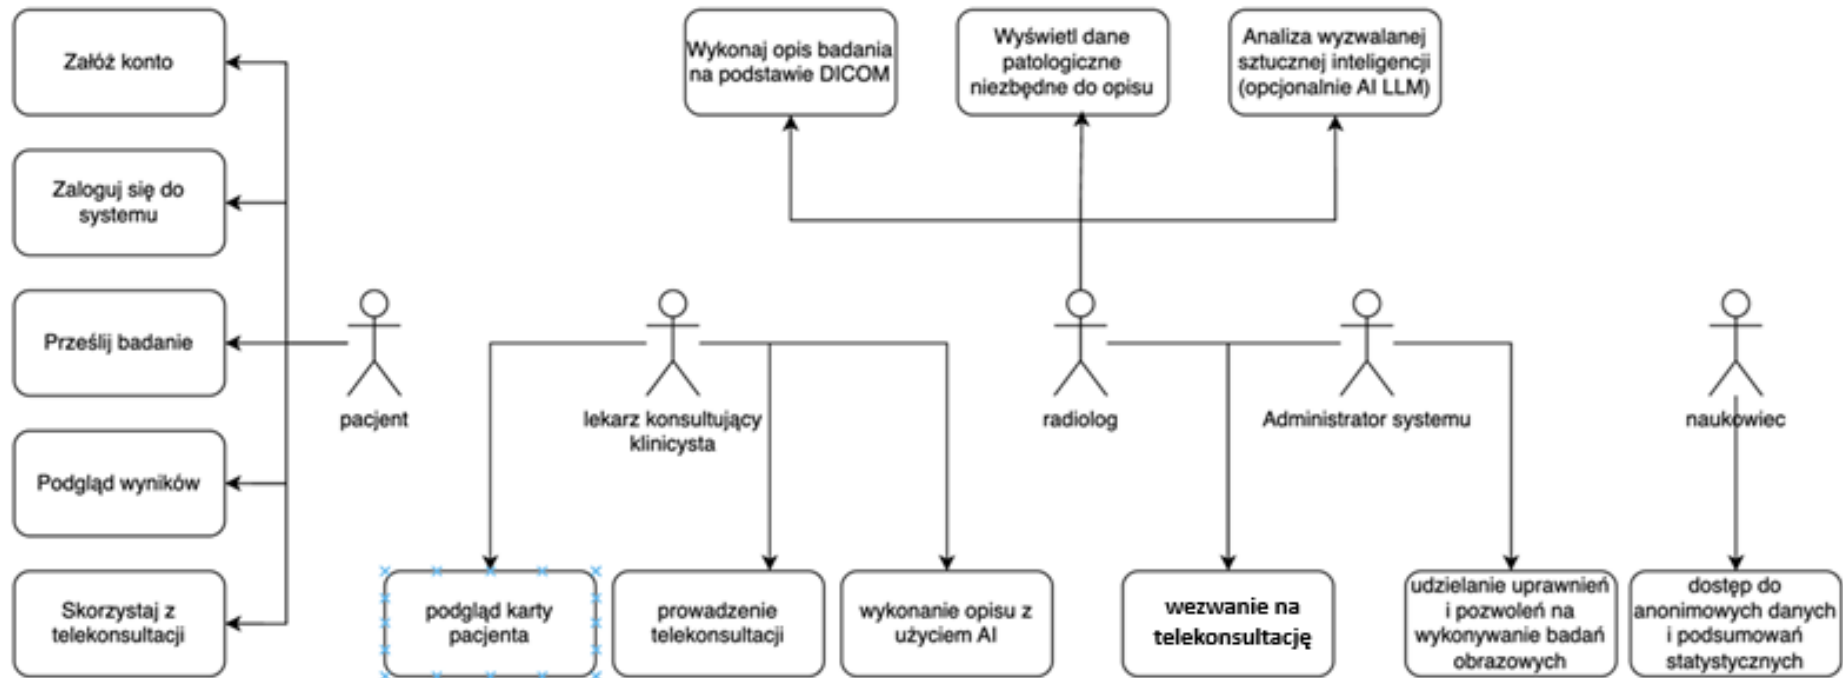 Załóż konto
Zaloguj się do
systemu
Prześlij badanie
Podgląd wyników
Skorzystaj z
telekonsultacji
Wykonaj opis badania
na podstawie DICOM
Wyświetl dane
patologiczne
niezbędne do opisu
Analiza wyzwalanej
sztucznej inteligencji
(opcjonalnie AI LLM)
pacjent
lekarz konsultujący
klinicysta
radiolog
Administrator systemu
naukowiec
podgląd karty
pacjenta
prowadzenie
telekonsultacji
wykonanie opisu z
użyciem AI
wezwanie na
telekonsultację
udzielanie uprawnień
i pozwoleń na
wykonywanie badań
obrazowych
dostęp do
anonimowych danych
i podsumowań
statystycznych